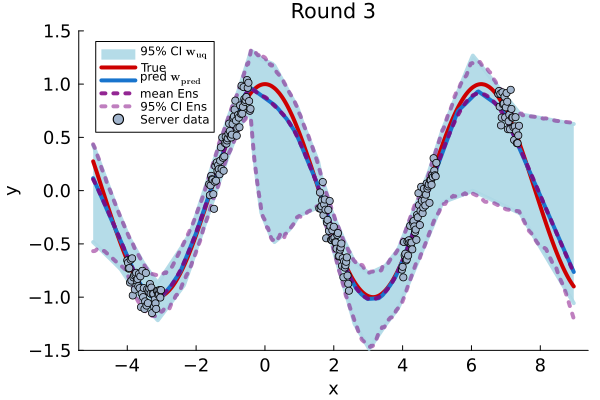 Round 3
1.5
1.0
0.5
0.0
−0.5
−1.0
−1.5
y
95% CI w_uq
True
pred w_pred
mean Ens
95% CI Ens
Server data
−4 −2 0 2 4 6 8
x